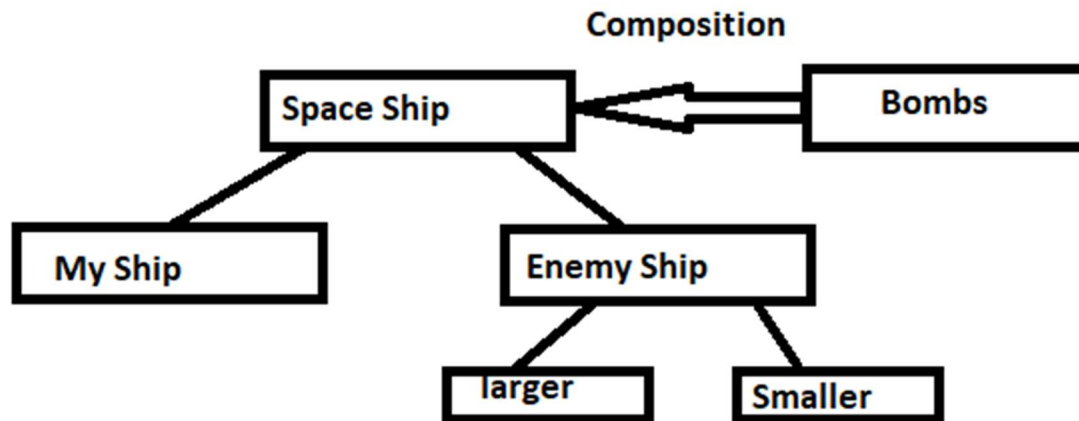 Composition
Space Ship
Bombs
My Ship
Enemy Ship
larger
Smaller